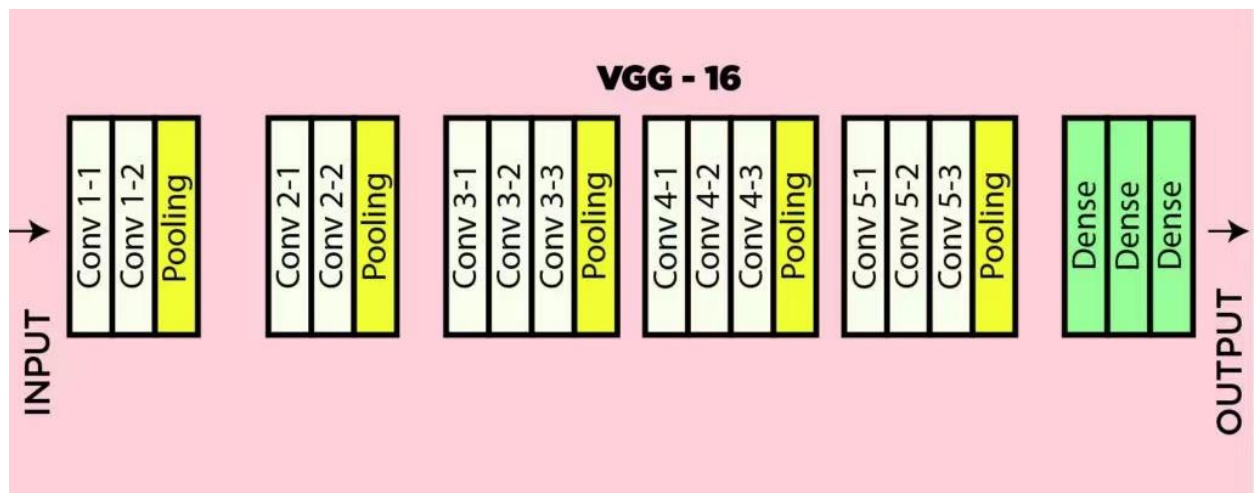 VGG - 16
INPUT
Conv 1-1
Conv 1-2
Pooling
Conv 2-1
Conv 2-2
Pooling
Conv 3-1
Conv 3-2
Conv 3-3
Pooling
Conv 4-1
Conv 4-2
Conv 4-3
Pooling
Conv 5-1
Conv 5-2
Conv 5-3
Pooling
Dense
Dense
Dense
OUTPUT